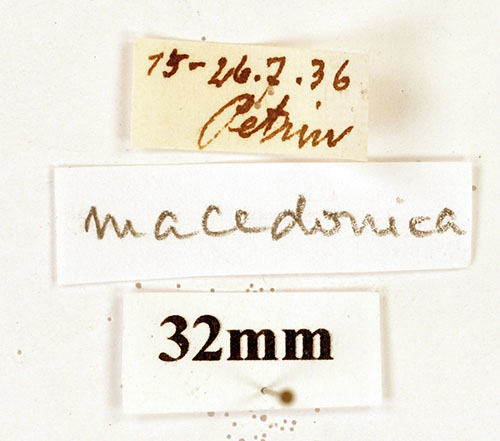 15-26.7.36
Petrin
macedonica
32mm